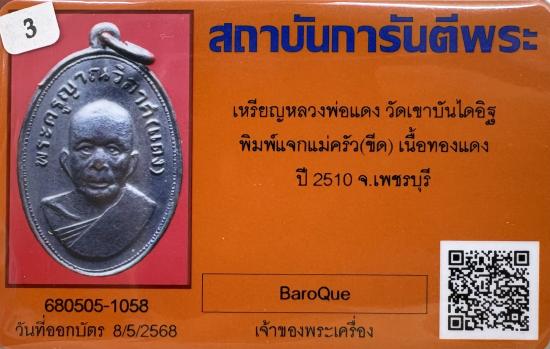 3
สถาบันการันตีพระ
พระครูญาณวิลาศ(แดง)
เหรียญหลวงพ่อแดง วัดเขาบันไดอิฐ
พิมพ์แจกแม่ครัว(ขีด) เนื้อทองแดง
ปี 2510 จ.เพชรบุรี
680505-1058
วันที่ออกบัตร 8/5/2568
BaroQue
เจ้าของพระเครื่อง